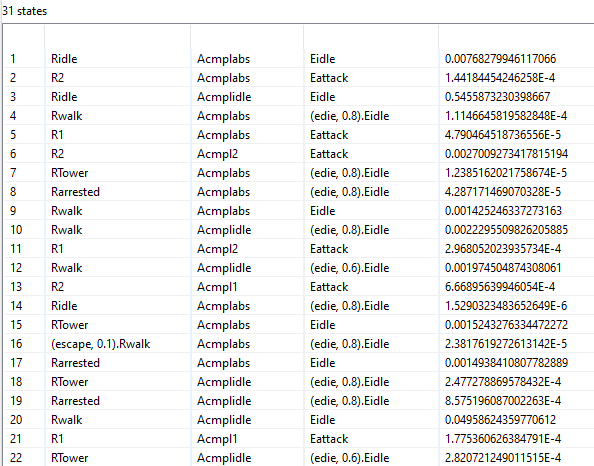 31 states
1 Ridle Acmplabs Eidle 0.00768279946117066
2 R2 Acmplabs Eattack 1.44184454246258E-4
3 Ridle Acmplidle Eidle 0.5455873230398667
4 Rwalk Acmplabs (edie, 0.8).Eidle 1.1146645819582848E-4
5 R1 Acmplabs Eattack 4.790464518736556E-5
6 R2 Acmpl2 Eattack 0.0027009273417815194
7 RTower Acmplabs (edie, 0.8).Eidle 1.2385162021758674E-5
8 Rarrested Acmplabs (edie, 0.8).Eidle 4.287171469070328E-5
9 Rwalk Acmplabs Eidle 0.001425246337273163
10 Rwalk Acmplidle (edie, 0.8).Eidle 0.0022295509826205885
11 R1 Acmpl2 Eattack 2.968052023935734E-4
12 Rwalk Acmplidle (edie, 0.6).Eidle 0.001974504874308061
13 R2 Acmpl1 Eattack 6.66895639946054E-4
14 Ridle Acmplabs (edie, 0.8).Eidle 1.5290323483652649E-6
15 RTower Acmplabs Eidle 0.0015243276334472272
16 (escape, 0.1).Rwalk Acmplabs (edie, 0.8).Eidle 2.3817619272613142E-5
17 Rarrested Acmplabs Eidle 0.0014938410807782889
18 RTower Acmplidle (edie, 0.8).Eidle 2.477278869578432E-4
19 Rarrested Acmplidle (edie, 0.8).Eidle 8.575196087002263E-4
20 Rwalk Acmplidle Eidle 0.04958624359770612
21 R1 Acmpl1 Eattack 1.775360626384791E-4
22 RTower Acmplidle (edie, 0.6).Eidle 2.820721249011515E-4